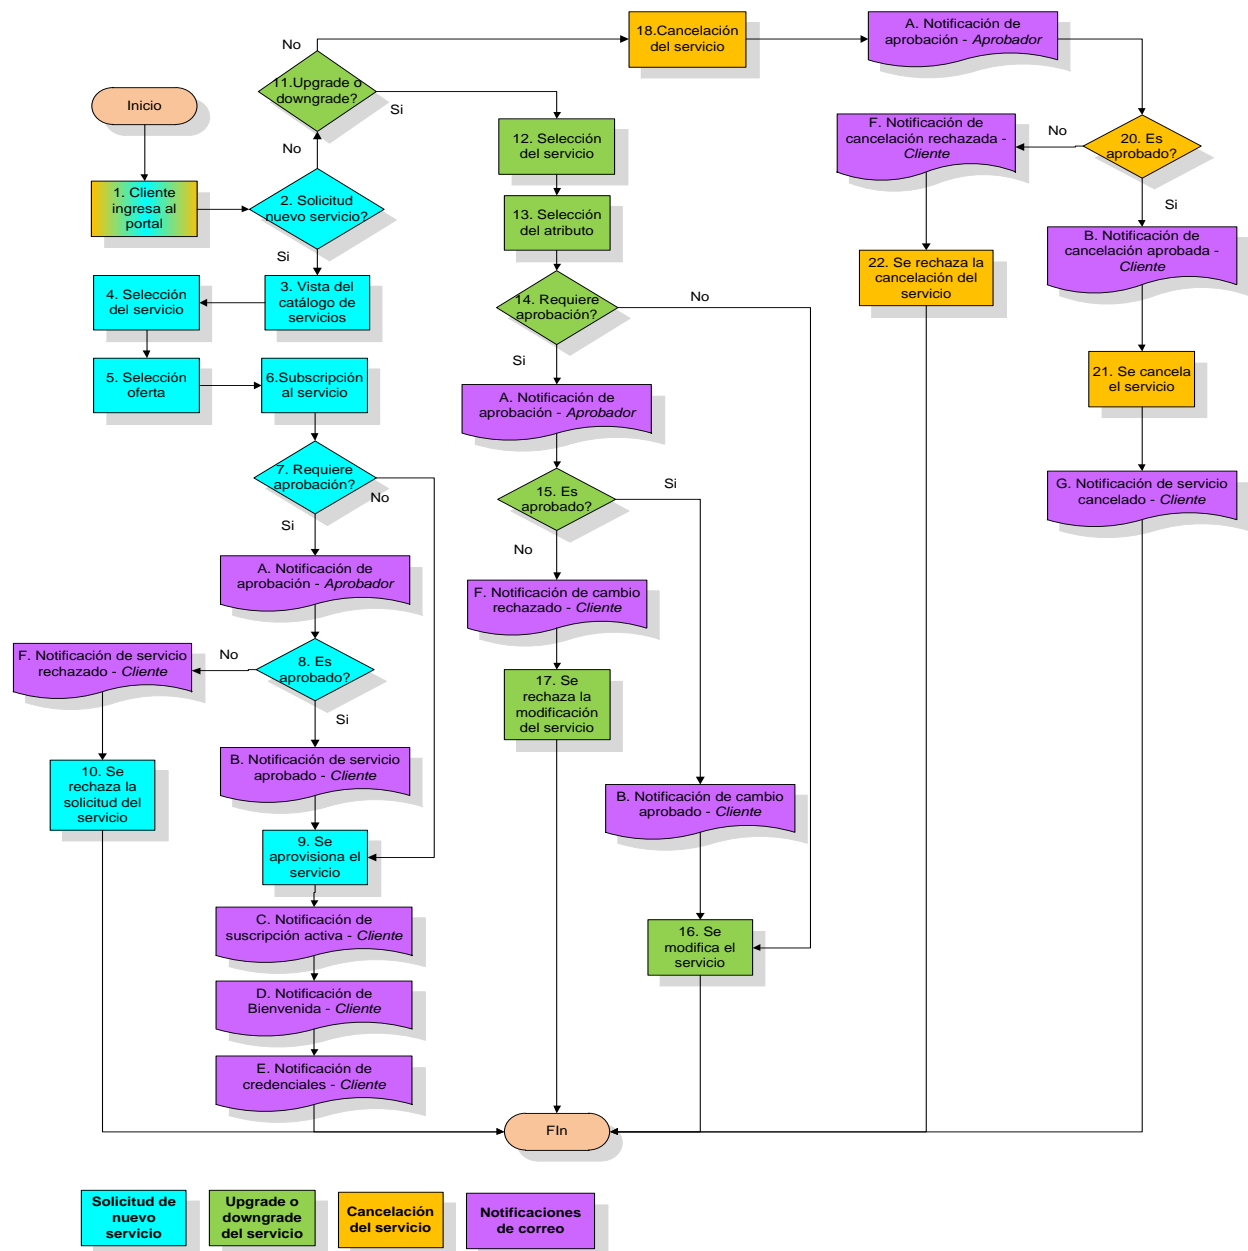 No
18.Cancelación
del servicio
A. Notificación de
aprobación - Aprobador
11.Upgrade o
downgrade?
Si
Inicio
No
12. Selección
del servicio
F. Notificación de
cancelación rechazada -
Cliente
No
20. Es
aprobado?
Si
1. Cliente
ingresa al
portal
2. Solicitud
nuevo servicio?
Si
13. Selección
del atributo
B. Notificación de
cancelación aprobada -
Cliente
22. Se rechaza la
cancelación del
servicio
4. Selección
del servicio
3. Vista del
catálogo de
servicios
14. Requiere
aprobación?
No
Si
5. Selección
oferta
6.Subscripción
al servicio
21. Se cancela
el servicio
A. Notificación de
aprobación - Aprobador
7. Requiere
aprobación?
No
Si
15. Es
aprobado?
Si
No
G. Notificación de servicio
cancelado - Cliente
A. Notificación de
aprobación - Aprobador
F. Notificación de cambio
rechazado - Cliente
F. Notificación de servicio
rechazado - Cliente
No
8. Es
aprobado?
Si
17. Se
rechaza la
modificación
del servicio
B. Notificación de servicio
aprobado - Cliente
10. Se
rechaza la
solicitud del
servicio
B. Notificación de cambio
aprobado - Cliente
9. Se
aprovisiona el
servicio
C. Notificación de
suscripción activa - Cliente
16. Se
modifica el
servicio
D. Notificación de
Bienvenida - Cliente
E. Notificación de
credenciales - Cliente
FIn
Solicitud de
nuevo
servicio
Upgrade o
downgrade
del servicio
Cancelación
del servicio
Notificaciones
de correo